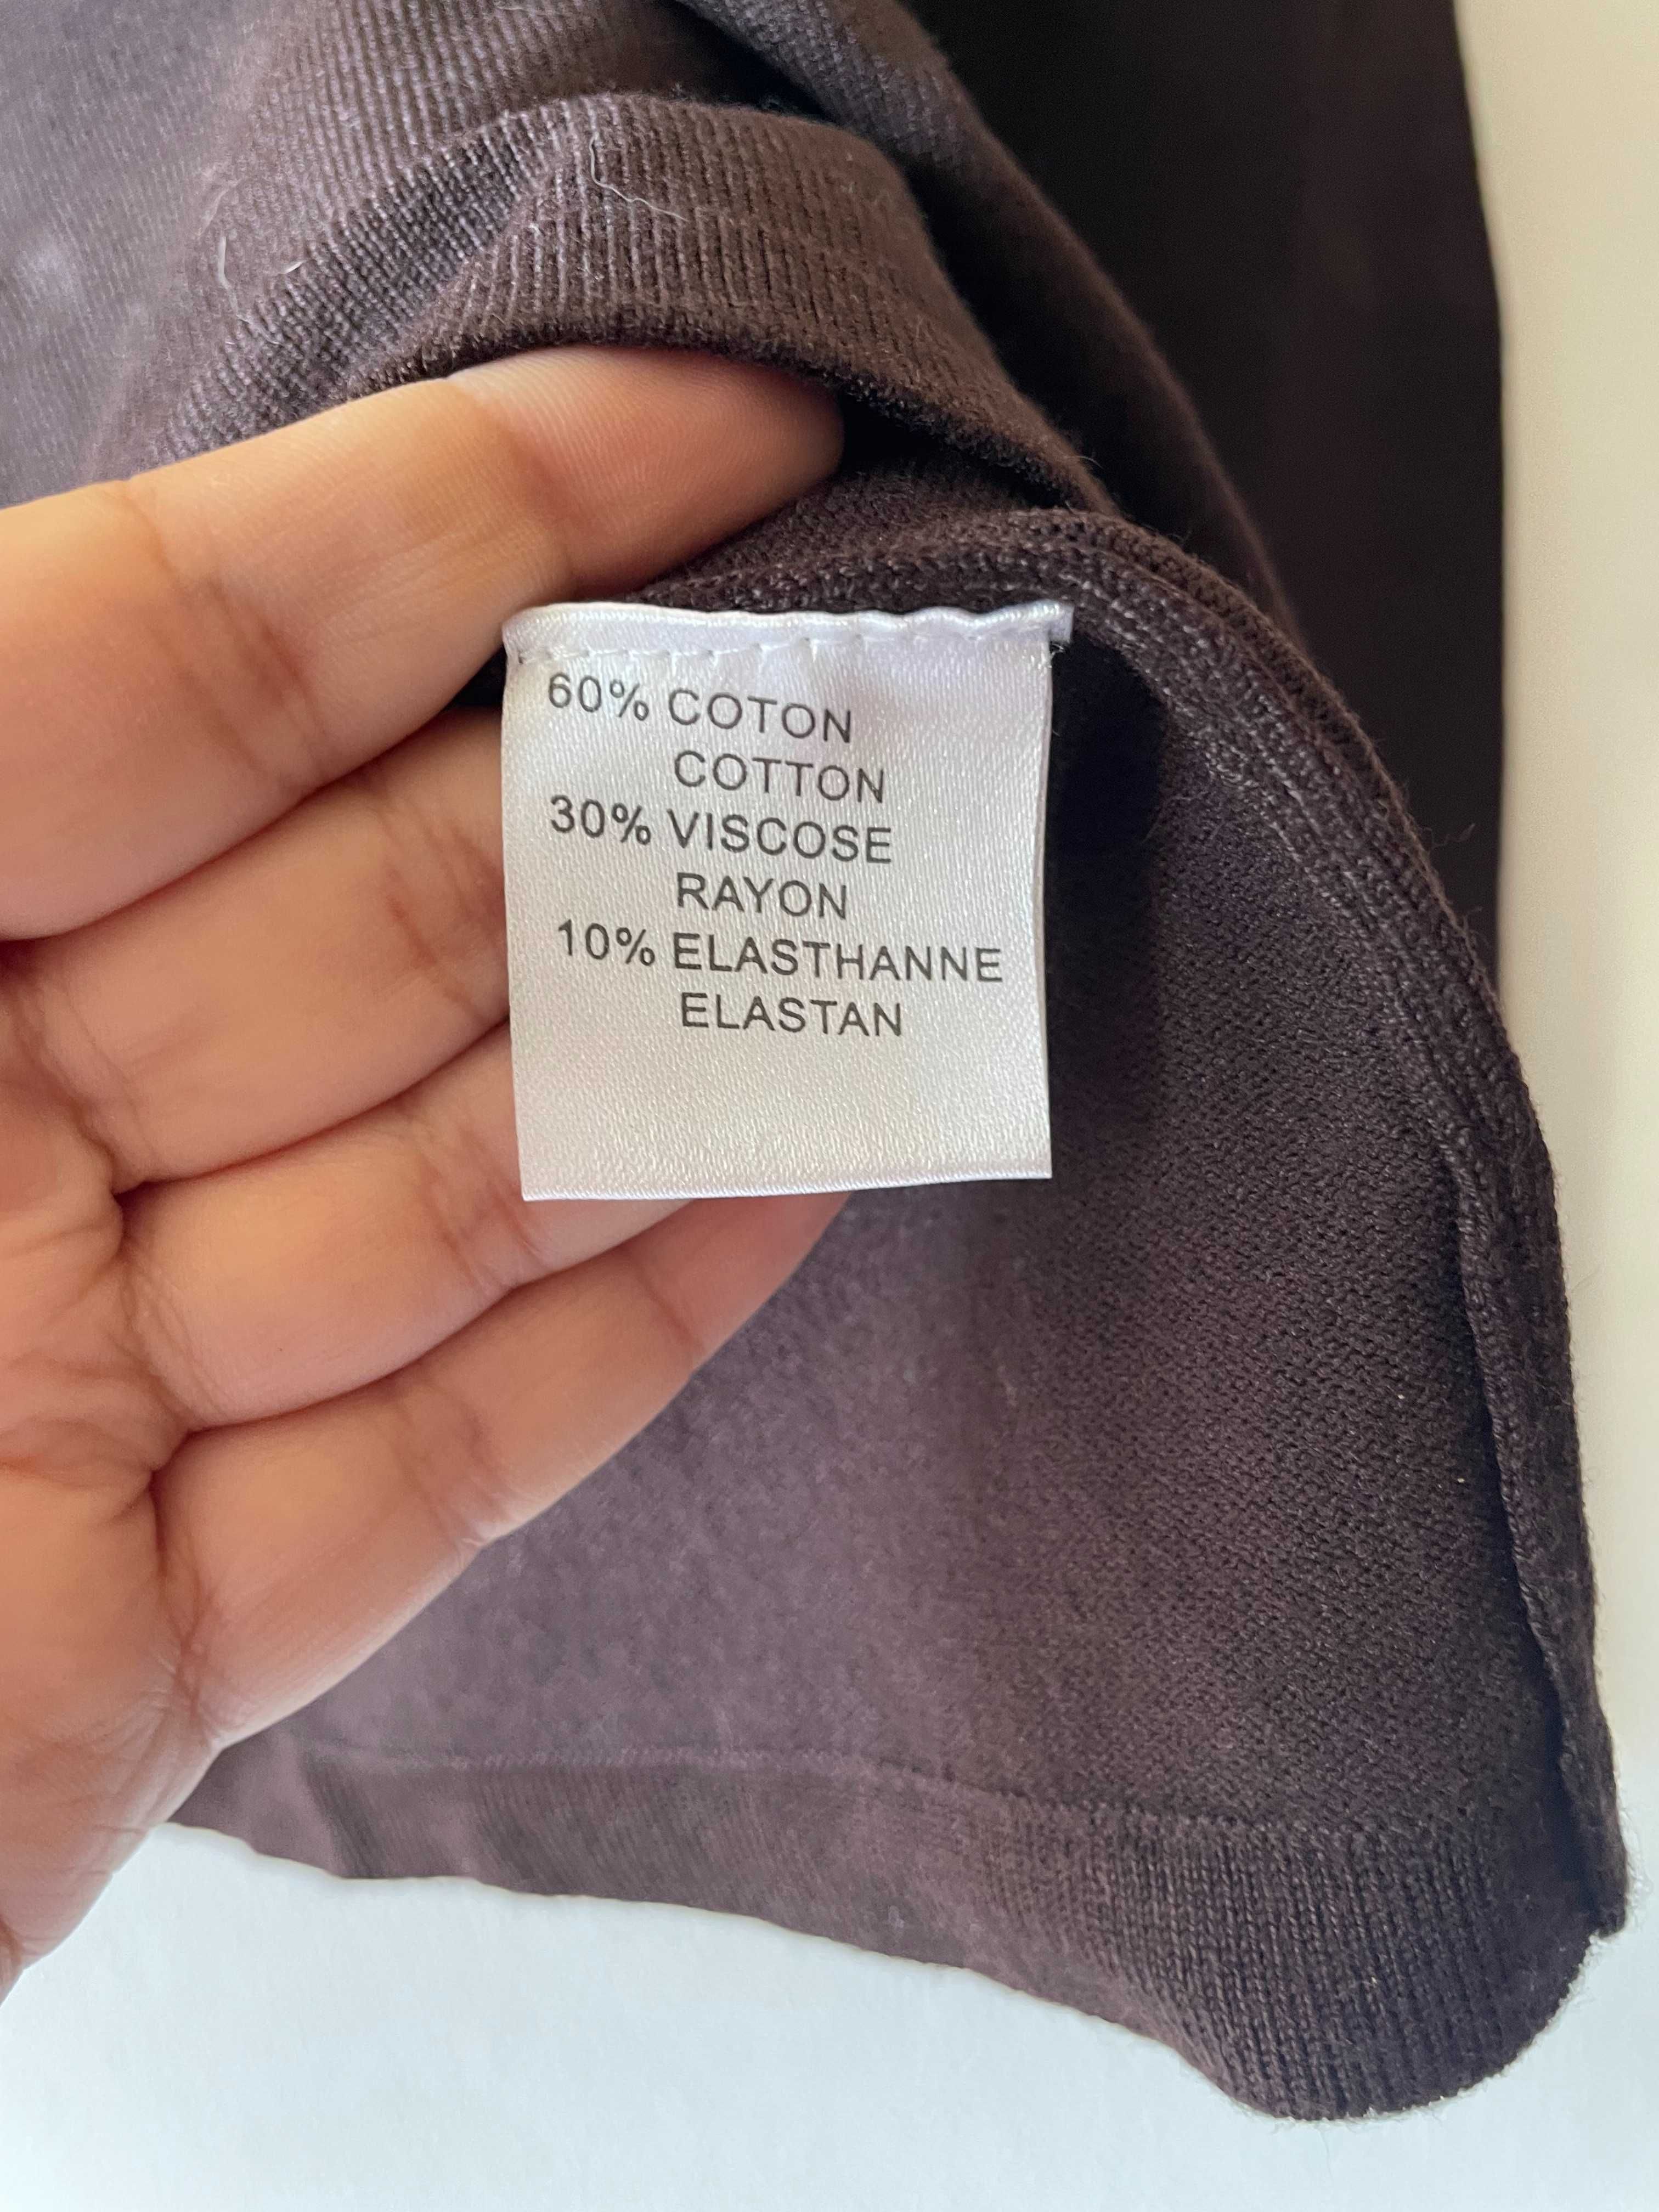 60% COTON
COTTON
30% VISCOSE
RAYON
10% ELASTHANNE
ELASTAN